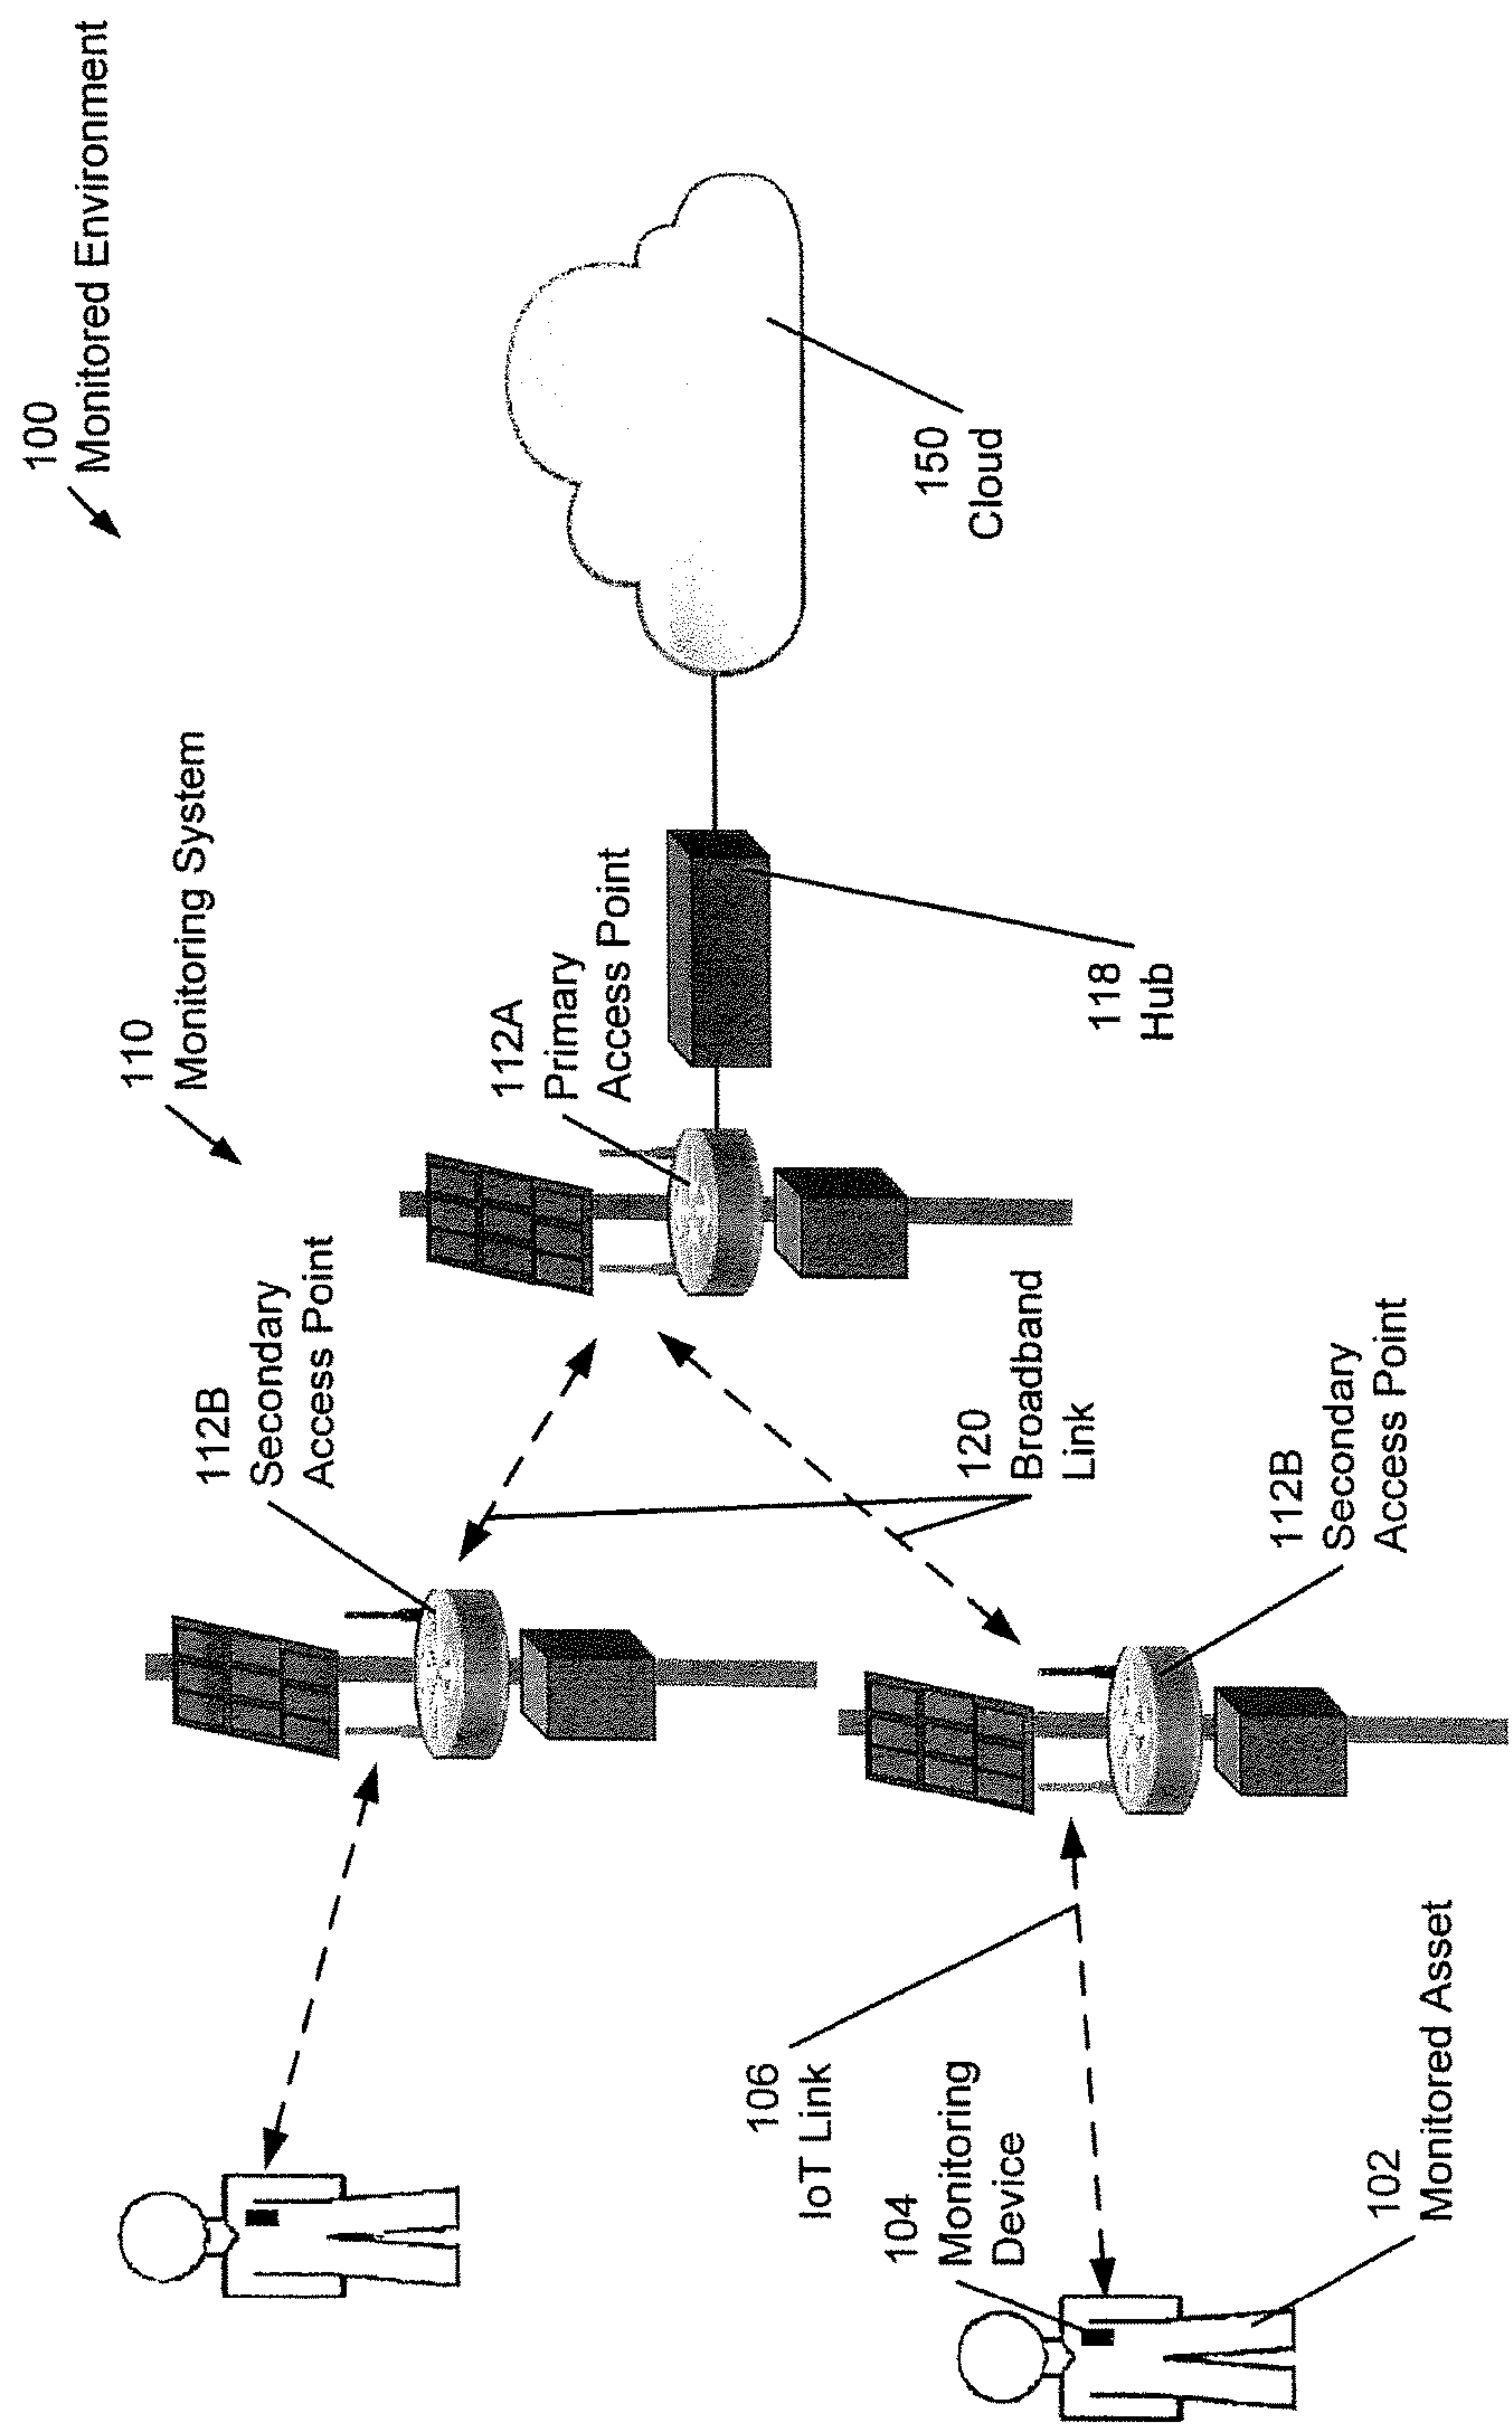 100
Monitored Environment
110
Monitoring System
112B
Secondary
Access Point
112A
Primary
Access Point
150
Cloud
118
Hub
120
Broadband
Link
106
IoT Link
104
Monitoring
Device
112B
Secondary
Access Point
102
Monitored Asset